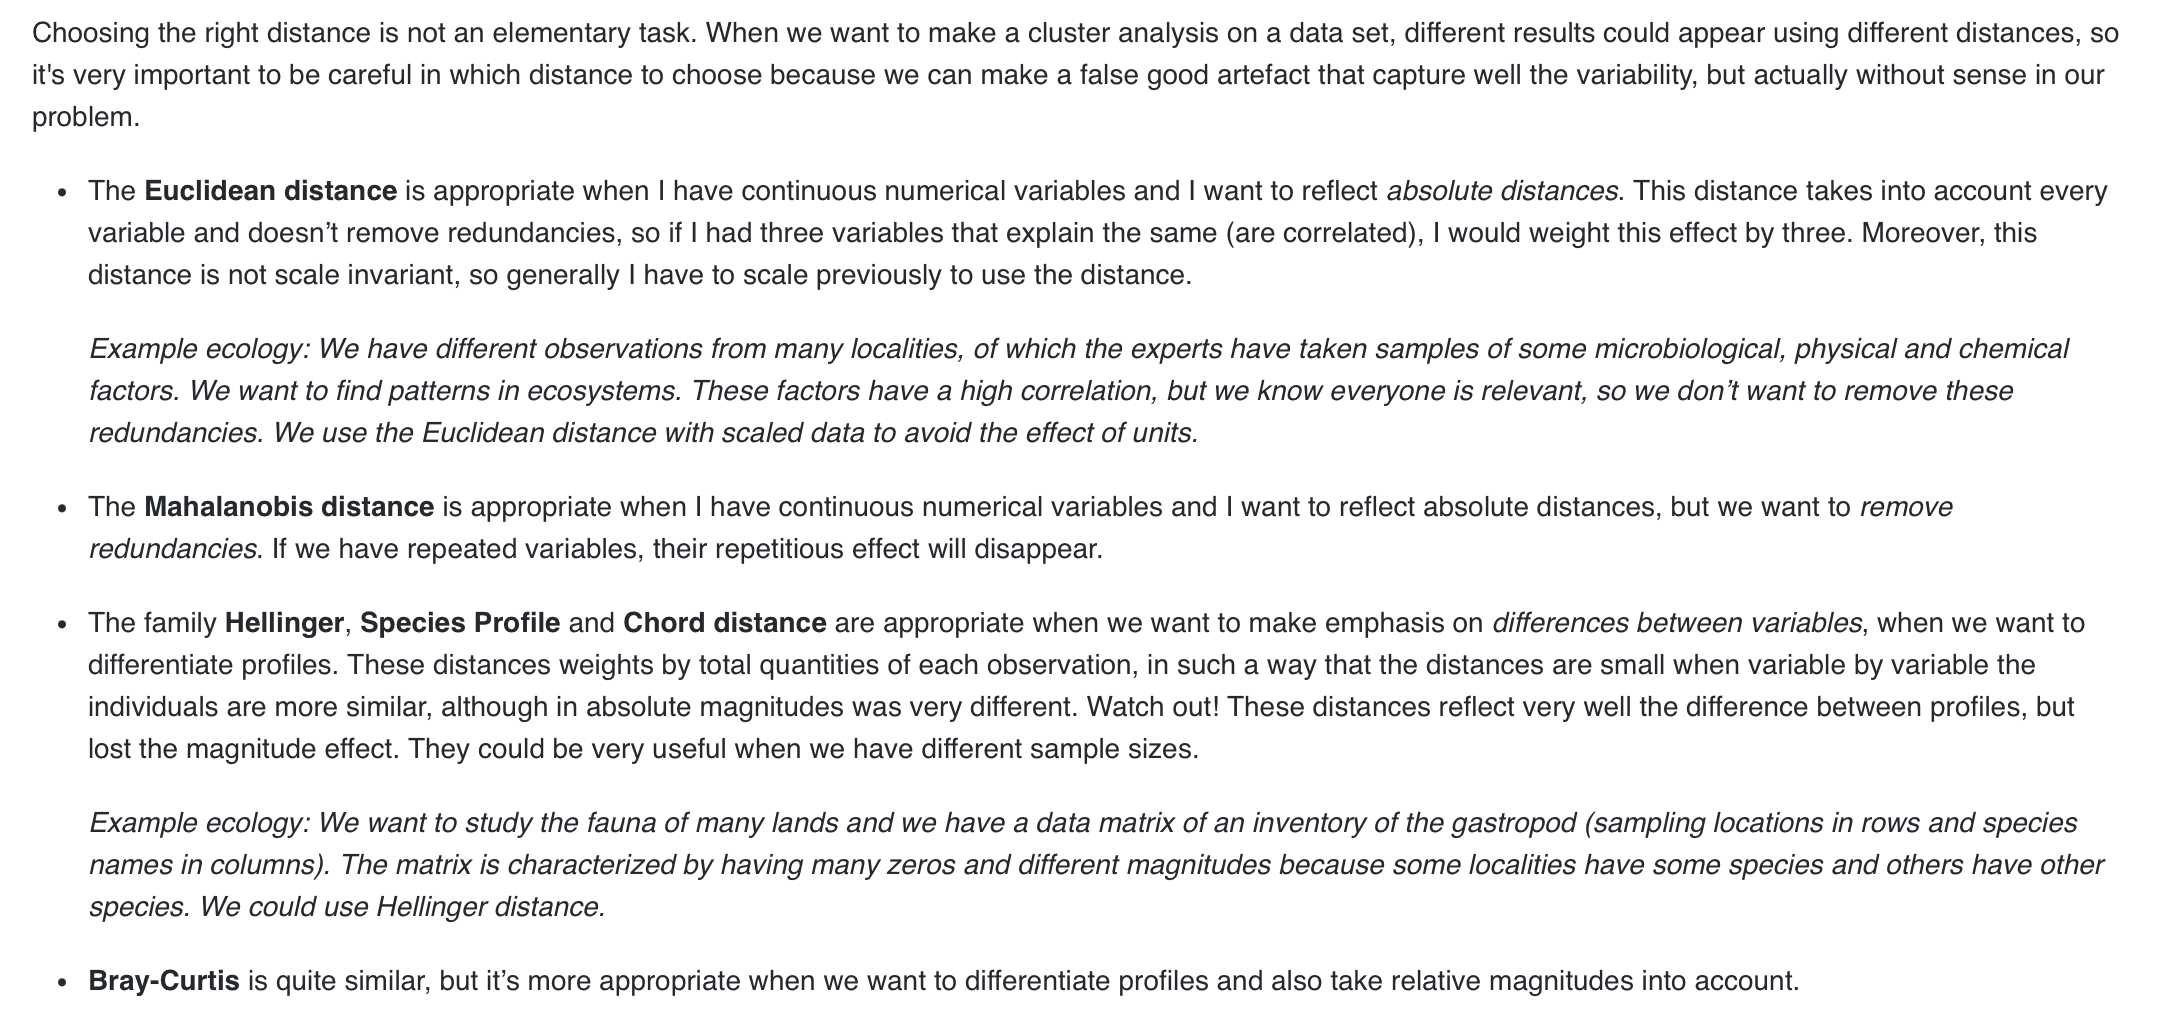 Choosing the right distance is not an elementary task. When we want to make a cluster analysis on a data set, different results could appear using different distances, so
it's very important to be careful in which distance to choose because we can make a false good artefact that capture well the variability, but actually without sense in our
problem.
• The Euclidean distance is appropriate when I have continuous numerical variables and I want to reflect absolute distances. This distance takes into account every
variable and doesn’t remove redundancies, so if I had three variables that explain the same (are correlated), I would weight this effect by three. Moreover, this
distance is not scale invariant, so generally I have to scale previously to use the distance.
Example ecology: We have different observations from many localities, of which the experts have taken samples of some microbiological, physical and chemical
factors. We want to find patterns in ecosystems. These factors have a high correlation, but we know everyone is relevant, so we don’t want to remove these
redundancies. We use the Euclidean distance with scaled data to avoid the effect of units.
• The Mahalanobis distance is appropriate when I have continuous numerical variables and I want to reflect absolute distances, but we want to remove
redundancies. If we have repeated variables, their repetitious effect will disappear.
• The family Hellinger, Species Profile and Chord distance are appropriate when we want to make emphasis on differences between variables, when we want to
differentiate profiles. These distances weights by total quantities of each observation, in such a way that the distances are small when variable by variable the
individuals are more similar, although in absolute magnitudes was very different. Watch out! These distances reflect very well the difference between profiles, but
lost the magnitude effect. They could be very useful when we have different sample sizes.
Example ecology: We want to study the fauna of many lands and we have a data matrix of an inventory of the gastropod (sampling locations in rows and species
names in columns). The matrix is characterized by having many zeros and different magnitudes because some localities have some species and others have other
species. We could use Hellinger distance.
• Bray-Curtis is quite similar, but it’s more appropriate when we want to differentiate profiles and also take relative magnitudes into account.